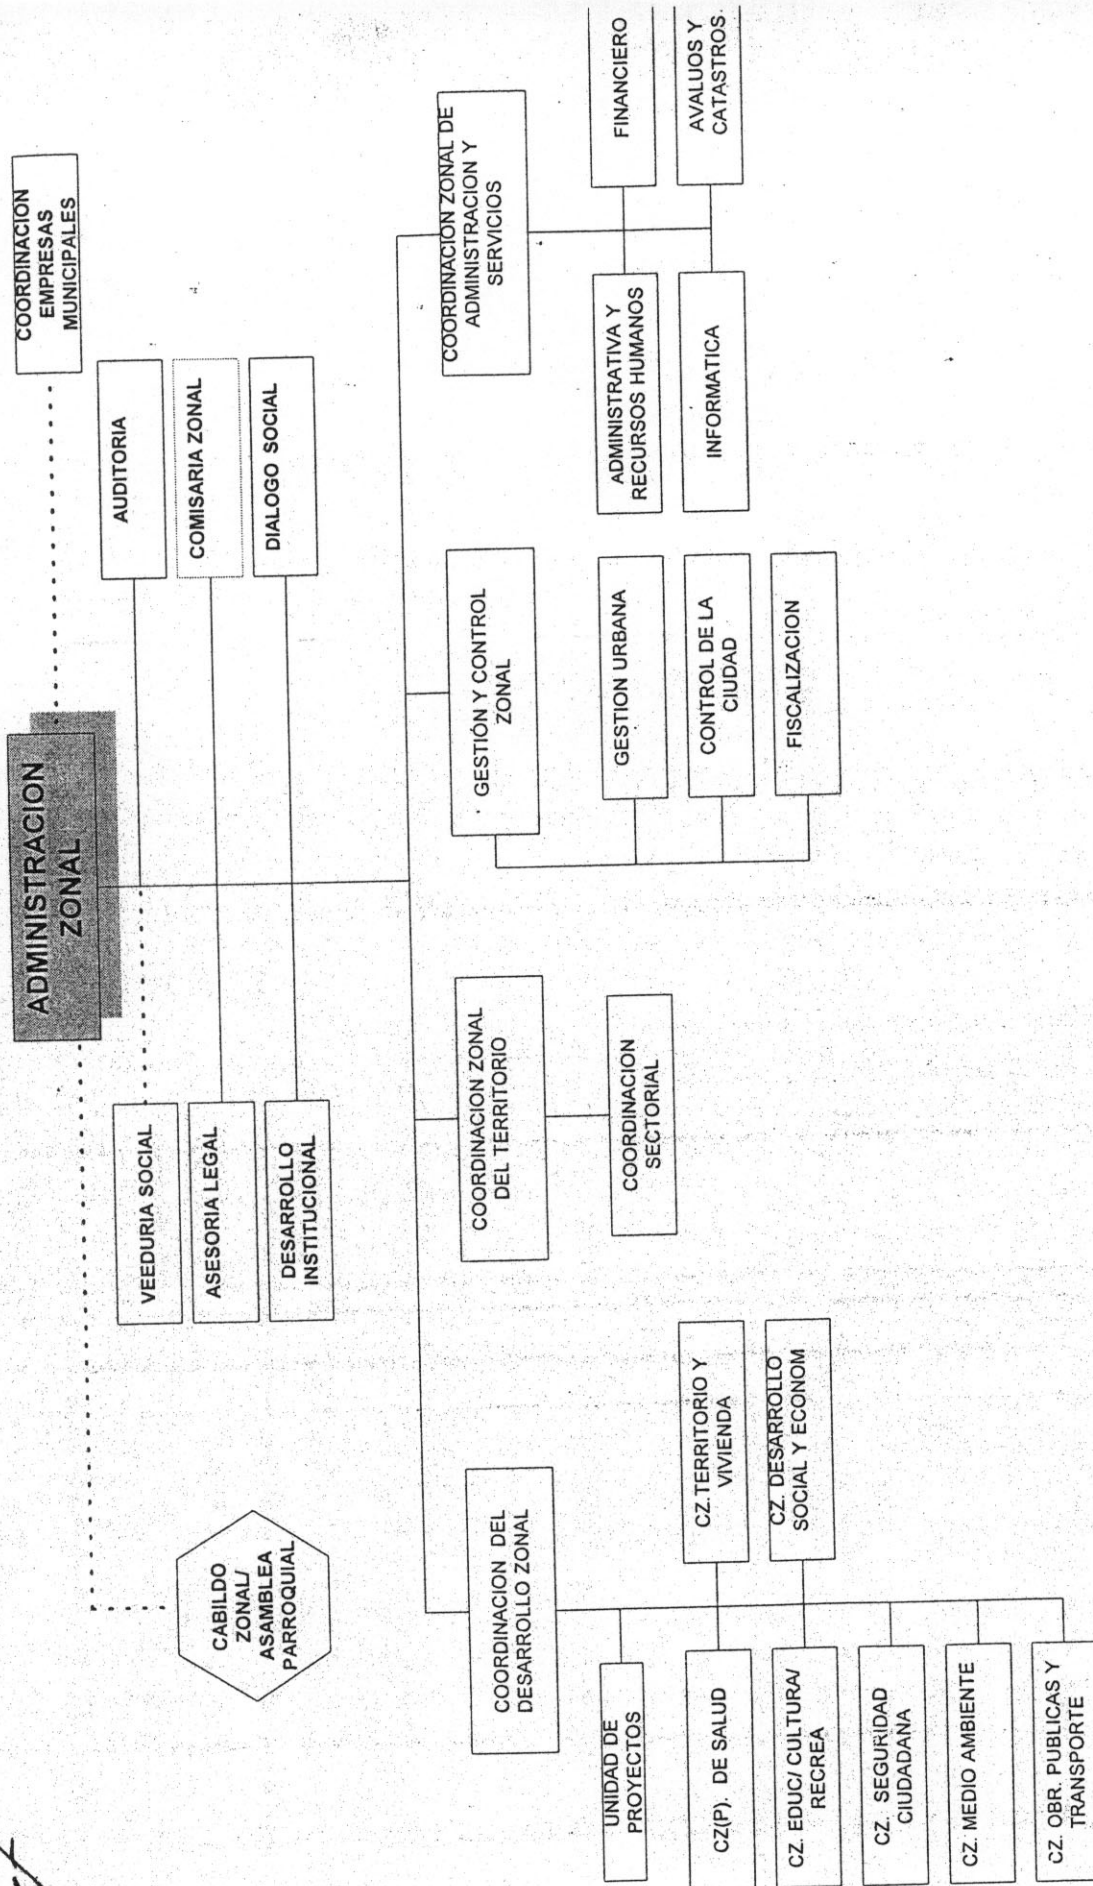 ADMINISTRACION
ZONAL
COORDINACION
EMPRESAS
MUNICIPALES
CABILDO
ZONAL/
ASAMBLEA
PARROQUIAL
VEEDURIA SOCIAL
AUDITORIA
ASESORIA LEGAL
COMISARIA ZONAL
DESARROLLO
INSTITUCIONAL
DIALOGO SOCIAL
COORDINACION DEL
DESARROLLO ZONAL
COORDINACION ZONAL
DEL TERRITORIO
GESTIÓN Y CONTROL
ZONAL
COORDINACION ZONAL DE
ADMINISTRACION Y
SERVICIOS
UNIDAD DE
PROYECTOS
CZ(P). DE SALUD
CZ.TERRITORIO Y
VIVIENDA
CZ. EDUC/ CULTURA/
RECREA
CZ. DESARROLLO
SOCIAL Y ECONOM
CZ. SEGURIDAD
CIUDADANA
CZ. MEDIO AMBIENTE
CZ. OBR. PUBLICAS Y
TRANSPORTE
COORDINACION
SECTORIAL
GESTION URBANA
CONTROL DE LA
CIUDAD
FISCALIZACION
ADMINISTRATIVA Y
RECURSOS HUMANOS
FINANCIERO
INFORMATICA
AVALUOS Y
CATASTROS